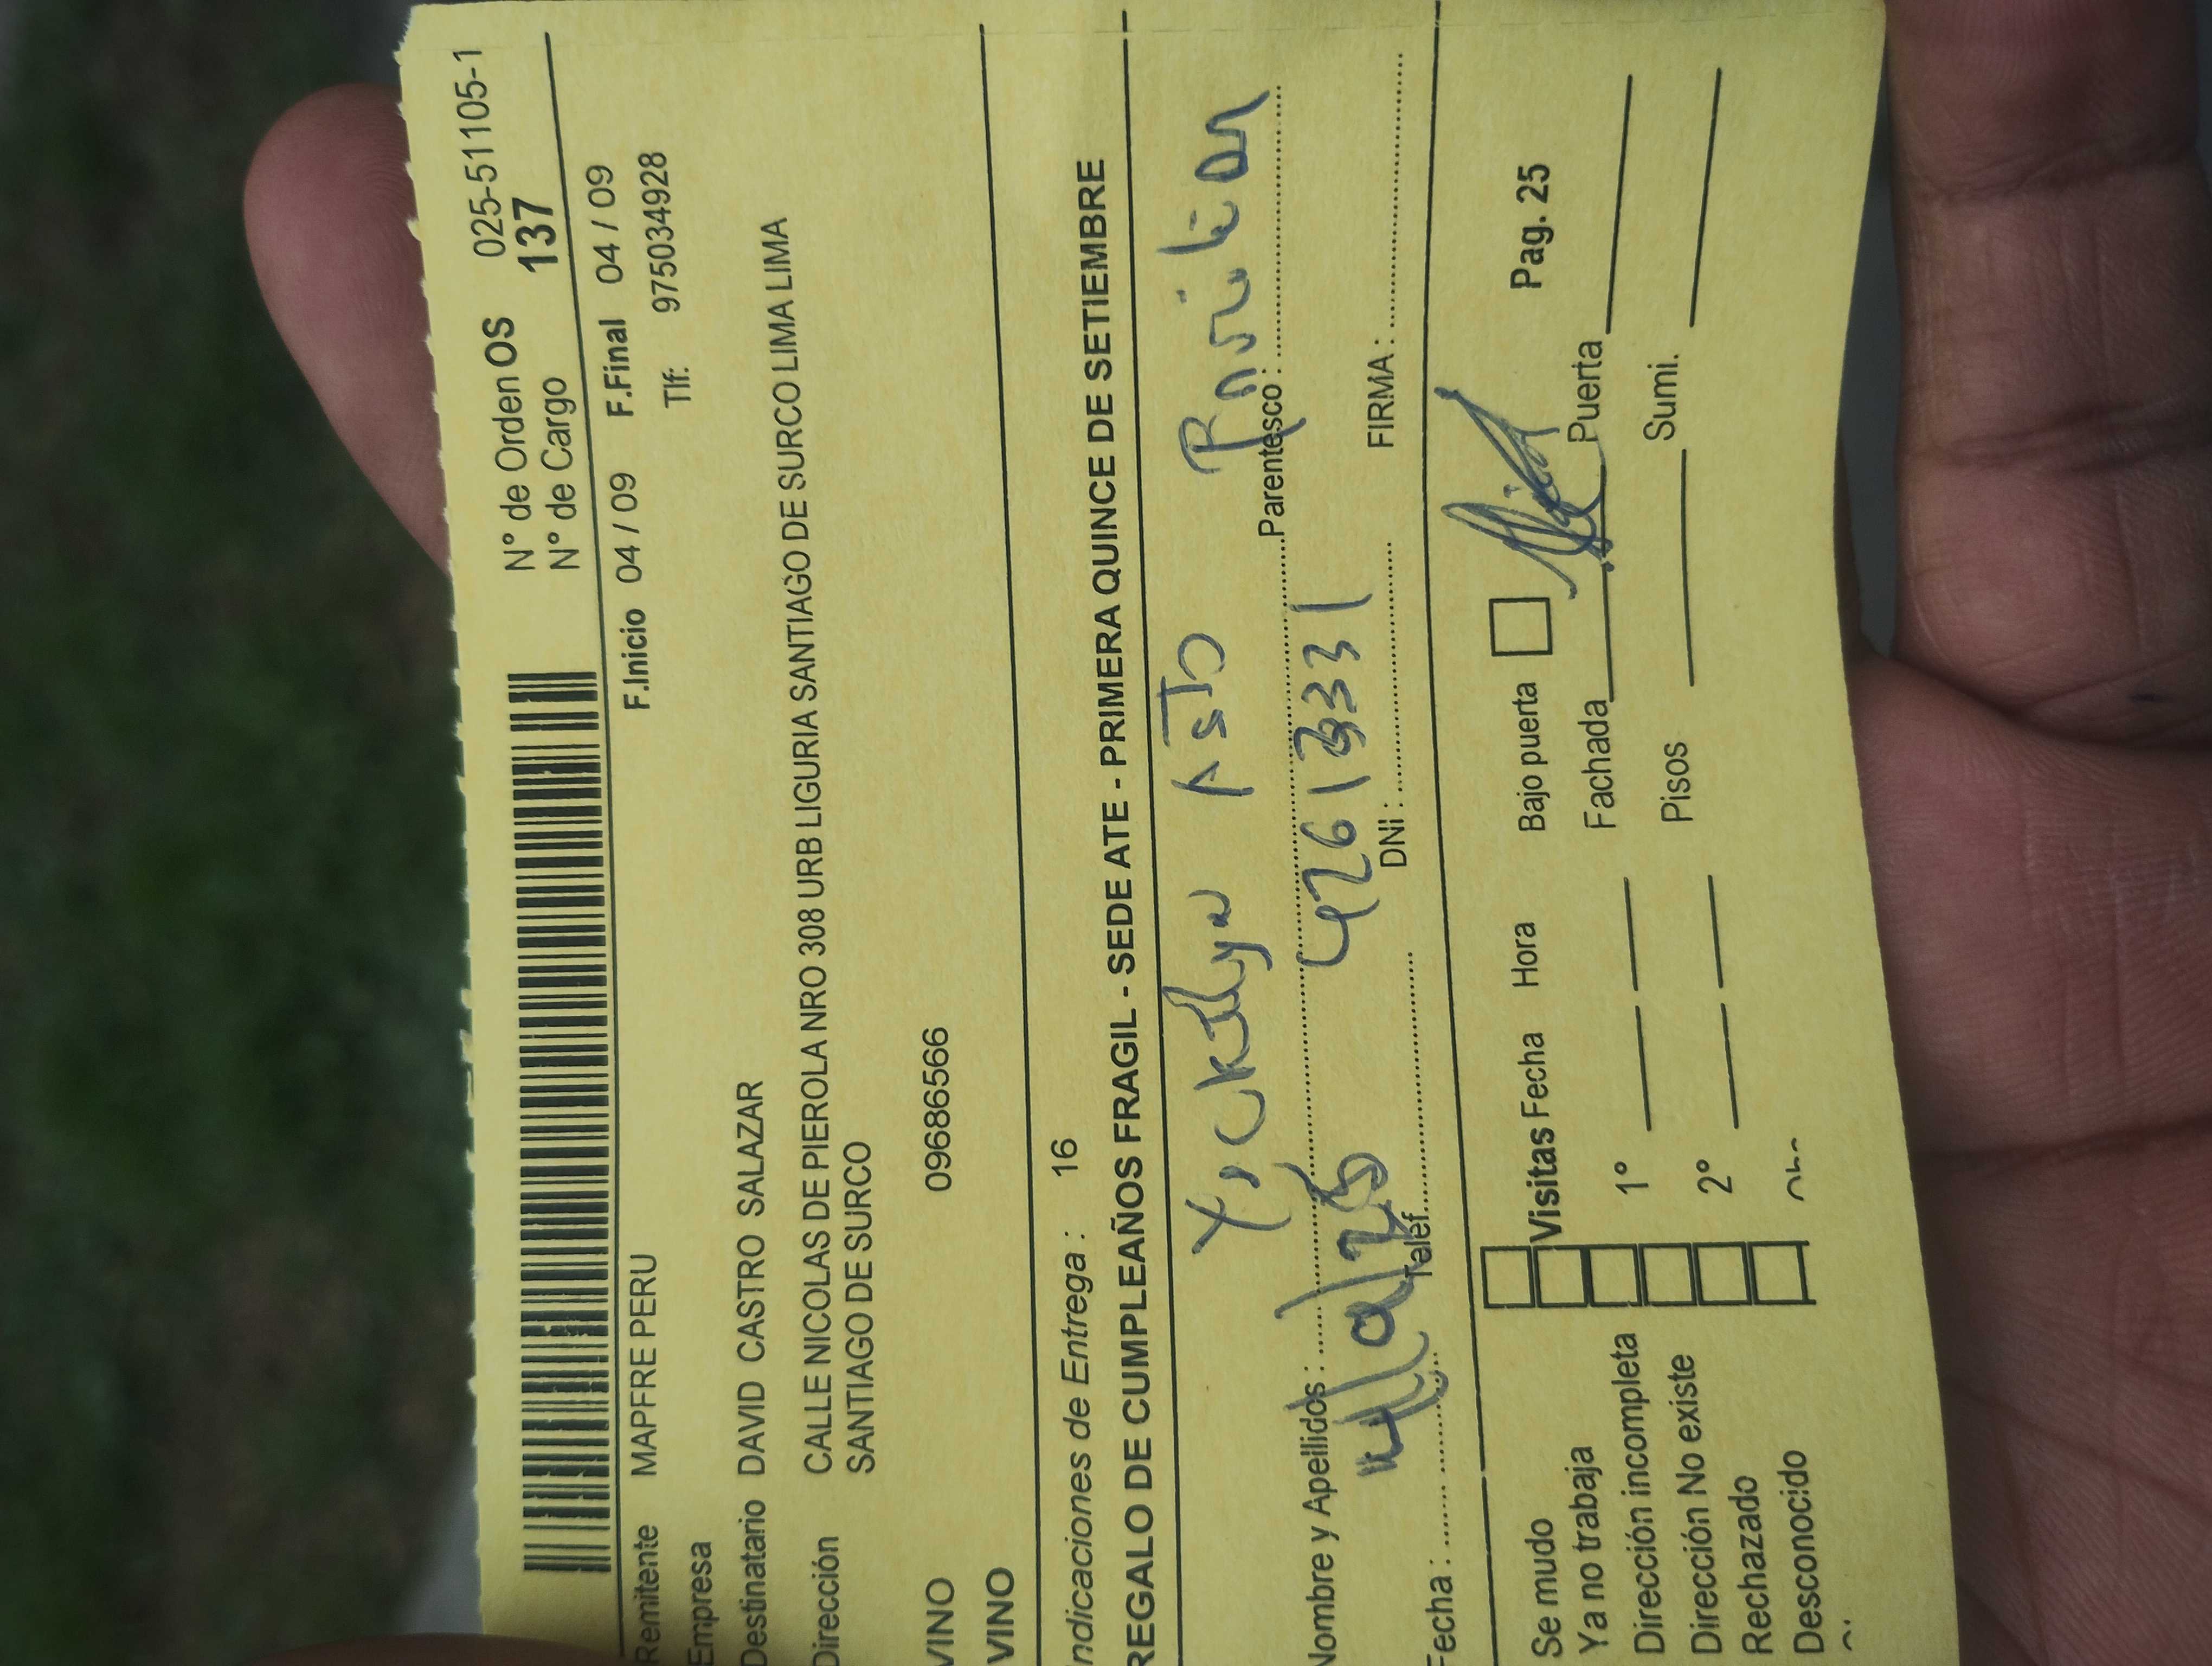 N° de Orden OS 025-51105-1
N° de Cargo 137
F.Inicio 04 / 09 F.Final 04 / 09
Remitente MAPFRE PERU Tlf: 975034928
Empresa
Destinatario DAVID CASTRO SALAZAR
Dirección CALLE NICOLAS DE PIEROLA NRO 308 URB LIGURIA SANTIAGO DE SURCO LIMA LIMA
SANTIAGO DE SURCO
VINO 09686566
VINO
Indicaciones de Entrega : 16
REGALO DE CUMPLEAÑOS FRAGIL - SEDE ATE - PRIMERA QUINCE DE SETIEMBRE
Asto
Nombre y Apellidos : Parentesco :
Fecha : Telef. DNi : FIRMA :
Se mudo Bajo puerta Pag. 25
Ya no trabaja Visitas Fecha Hora Fachada Puerta
Dirección incompleta 1°
Dirección No existe Pisos Sumi.
Rechazado 2°
Desconocido